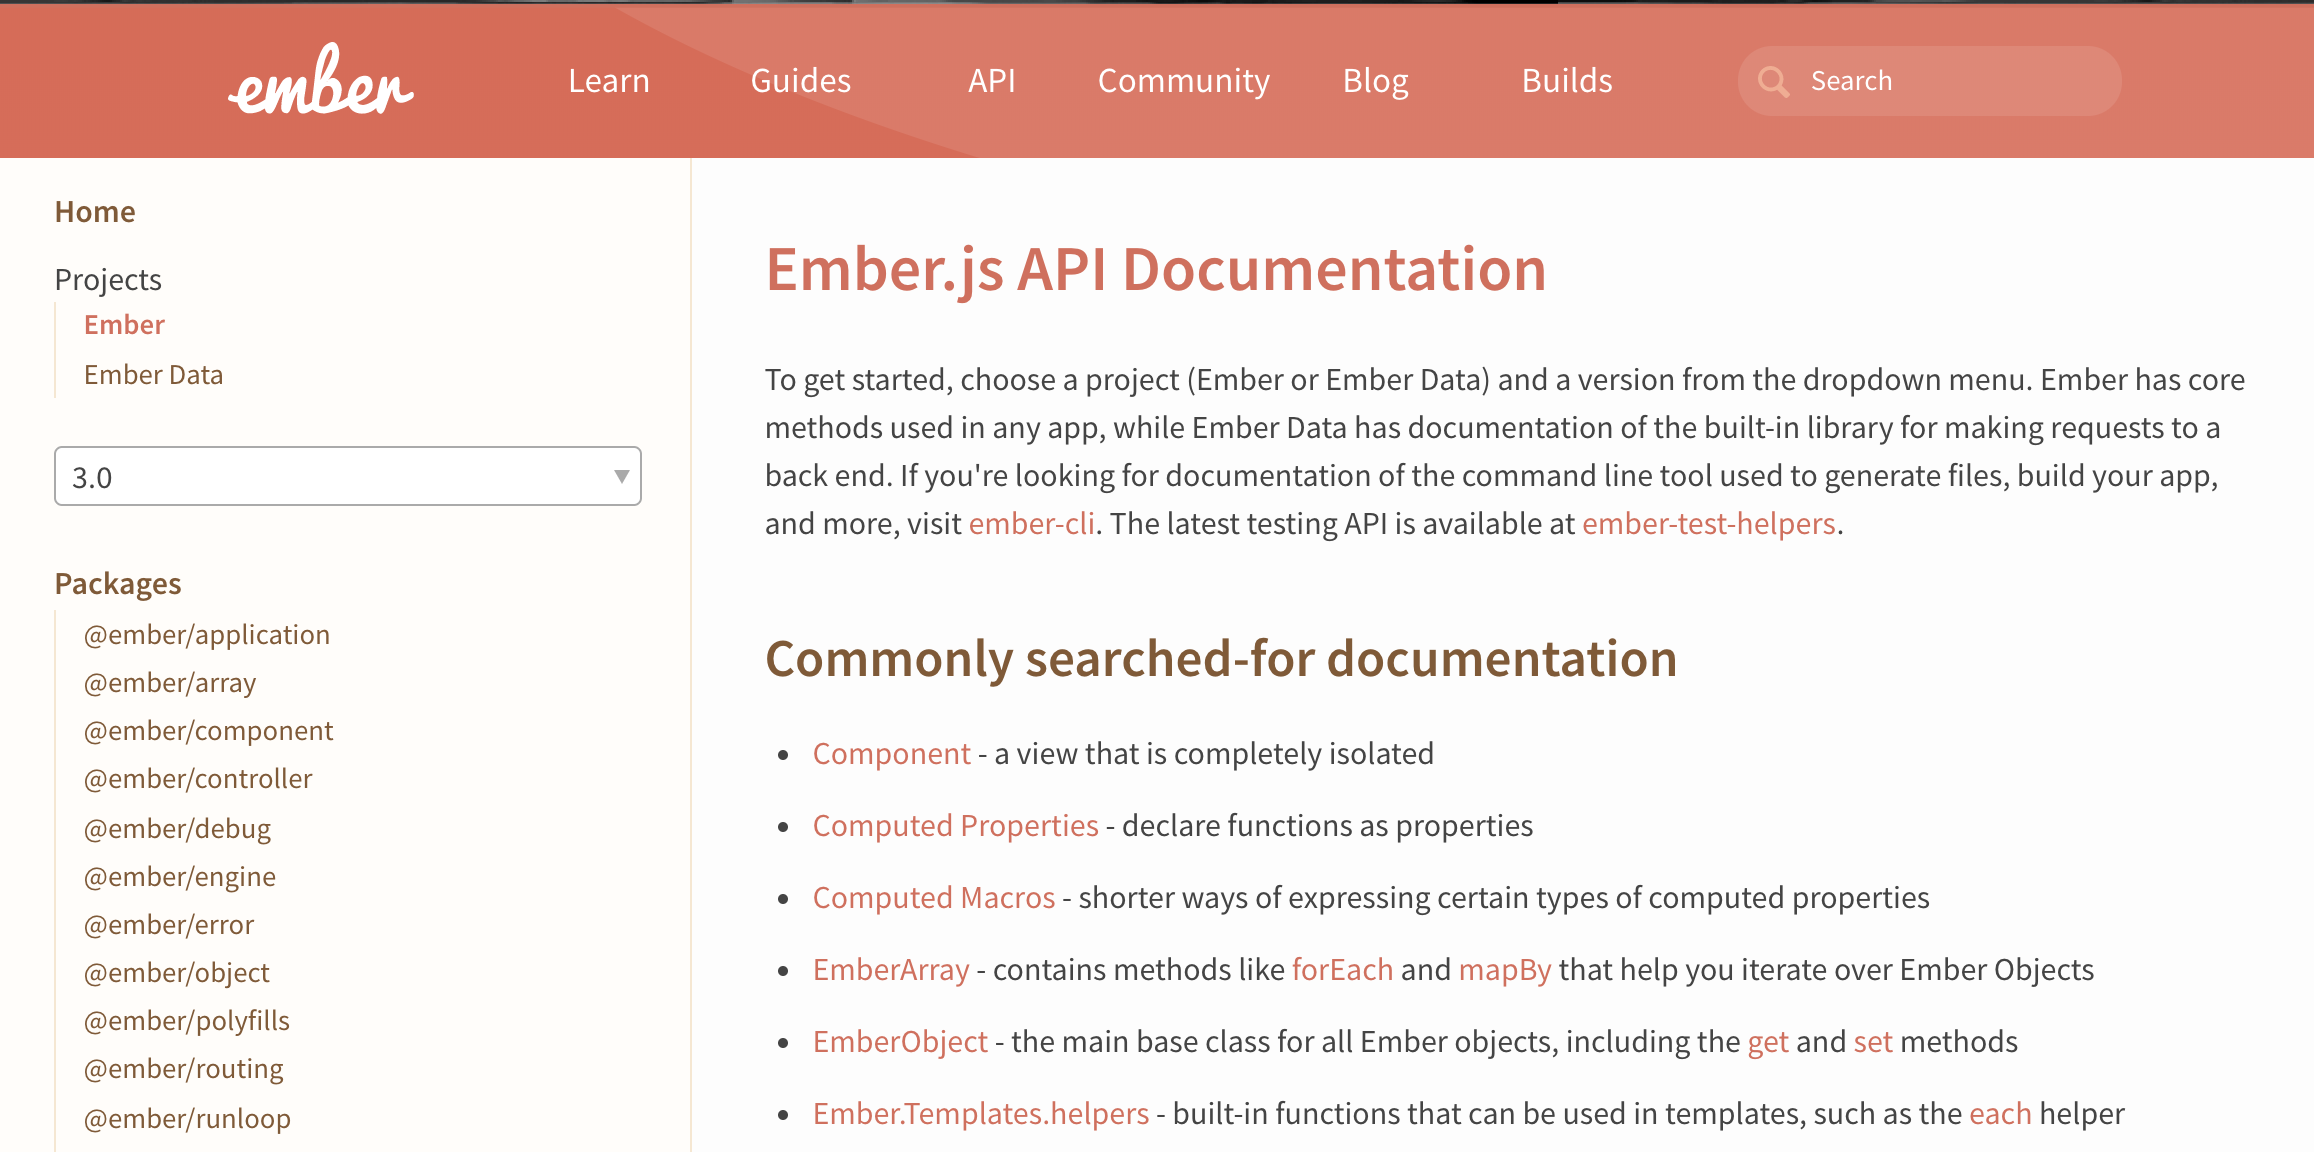 ember
Learn Guides API Community Blog Builds Search
Home
Projects
Ember
Ember Data
3.0
Packages
@ember/application
@ember/array
@ember/component
@ember/controller
@ember/debug
@ember/engine
@ember/error
@ember/object
@ember/polyfills
@ember/routing
@ember/runloop
Ember.js API Documentation
To get started, choose a project (Ember or Ember Data) and a version from the dropdown menu. Ember has core
methods used in any app, while Ember Data has documentation of the built-in library for making requests to a
back end. If you're looking for documentation of the command line tool used to generate files, build your app,
and more, visit ember-cli. The latest testing API is available at ember-test-helpers.
Commonly searched-for documentation
• Component - a view that is completely isolated
• Computed Properties - declare functions as properties
• Computed Macros - shorter ways of expressing certain types of computed properties
• EmberArray - contains methods like forEach and mapBy that help you iterate over Ember Objects
• EmberObject - the main base class for all Ember objects, including the get and set methods
• Ember.Templates.helpers - built-in functions that can be used in templates, such as the each helper